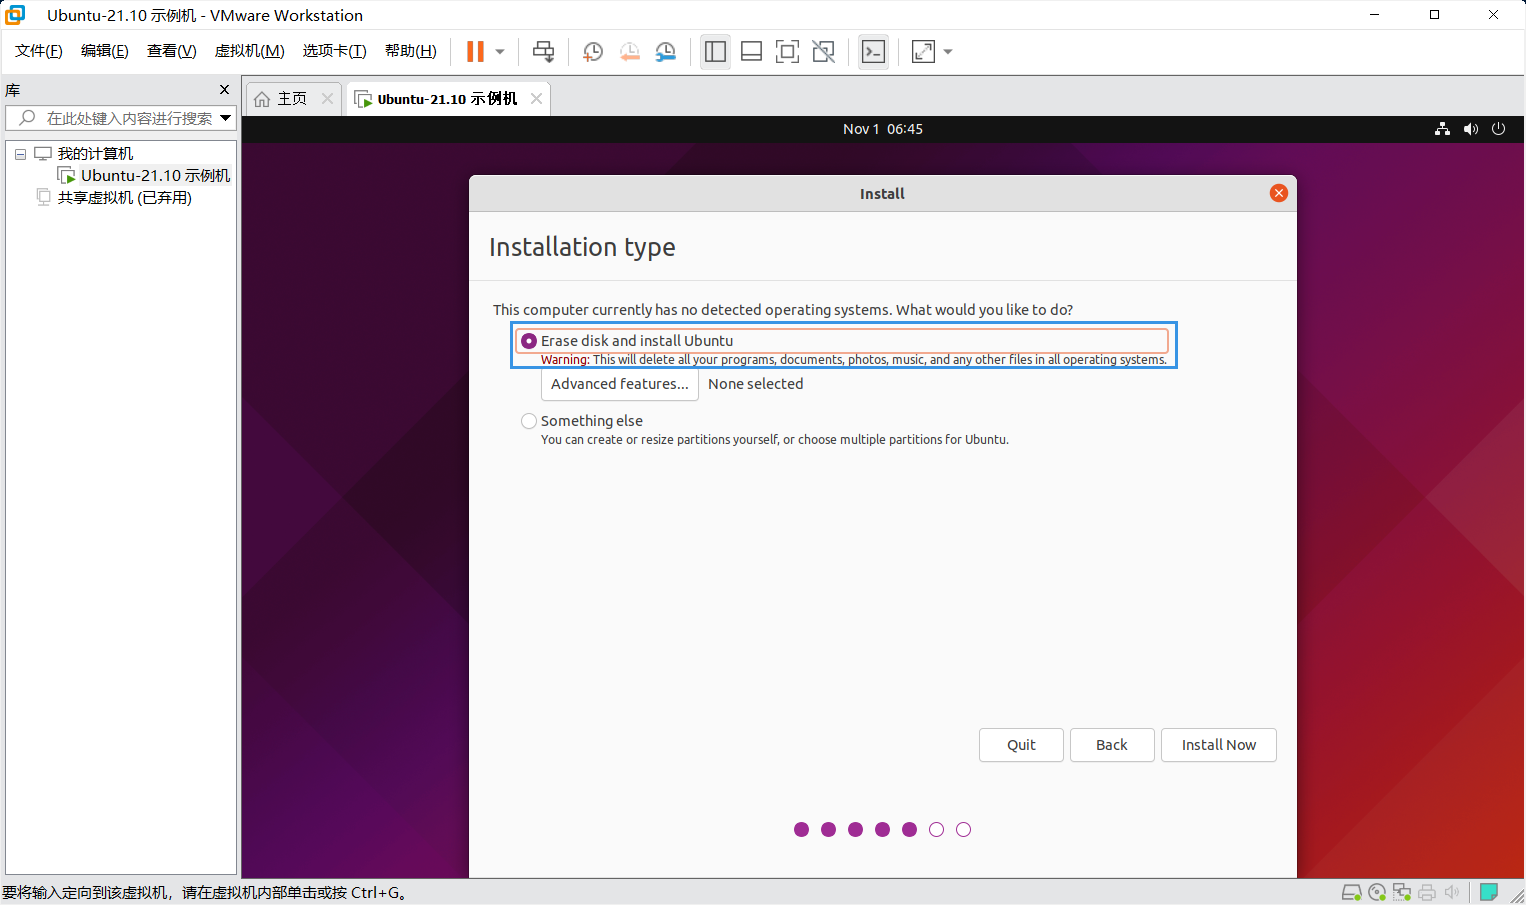 Ubuntu-21.10 示例机 - VMware Workstation
文件(F) 编辑(E) 查看(V) 虚拟机(M) 选项卡(T) 帮助(H)
库
在此处键入内容进行搜索
我的计算机
Ubuntu-21.10 示例机
共享虚拟机 (已弃用)
主页
Ubuntu-21.10 示例机
Nov 1 06:45
Install
Installation type
This computer currently has no detected operating systems. What would you like to do?
Erase disk and install Ubuntu
Warning: This will delete all your programs, documents, photos, music, and any other files in all operating systems.
Advanced features... None selected
Something else
You can create or resize partitions yourself, or choose multiple partitions for Ubuntu.
Quit Back Install Now
要将输入定向到该虚拟机，请在虚拟机内部单击或按 Ctrl+G。